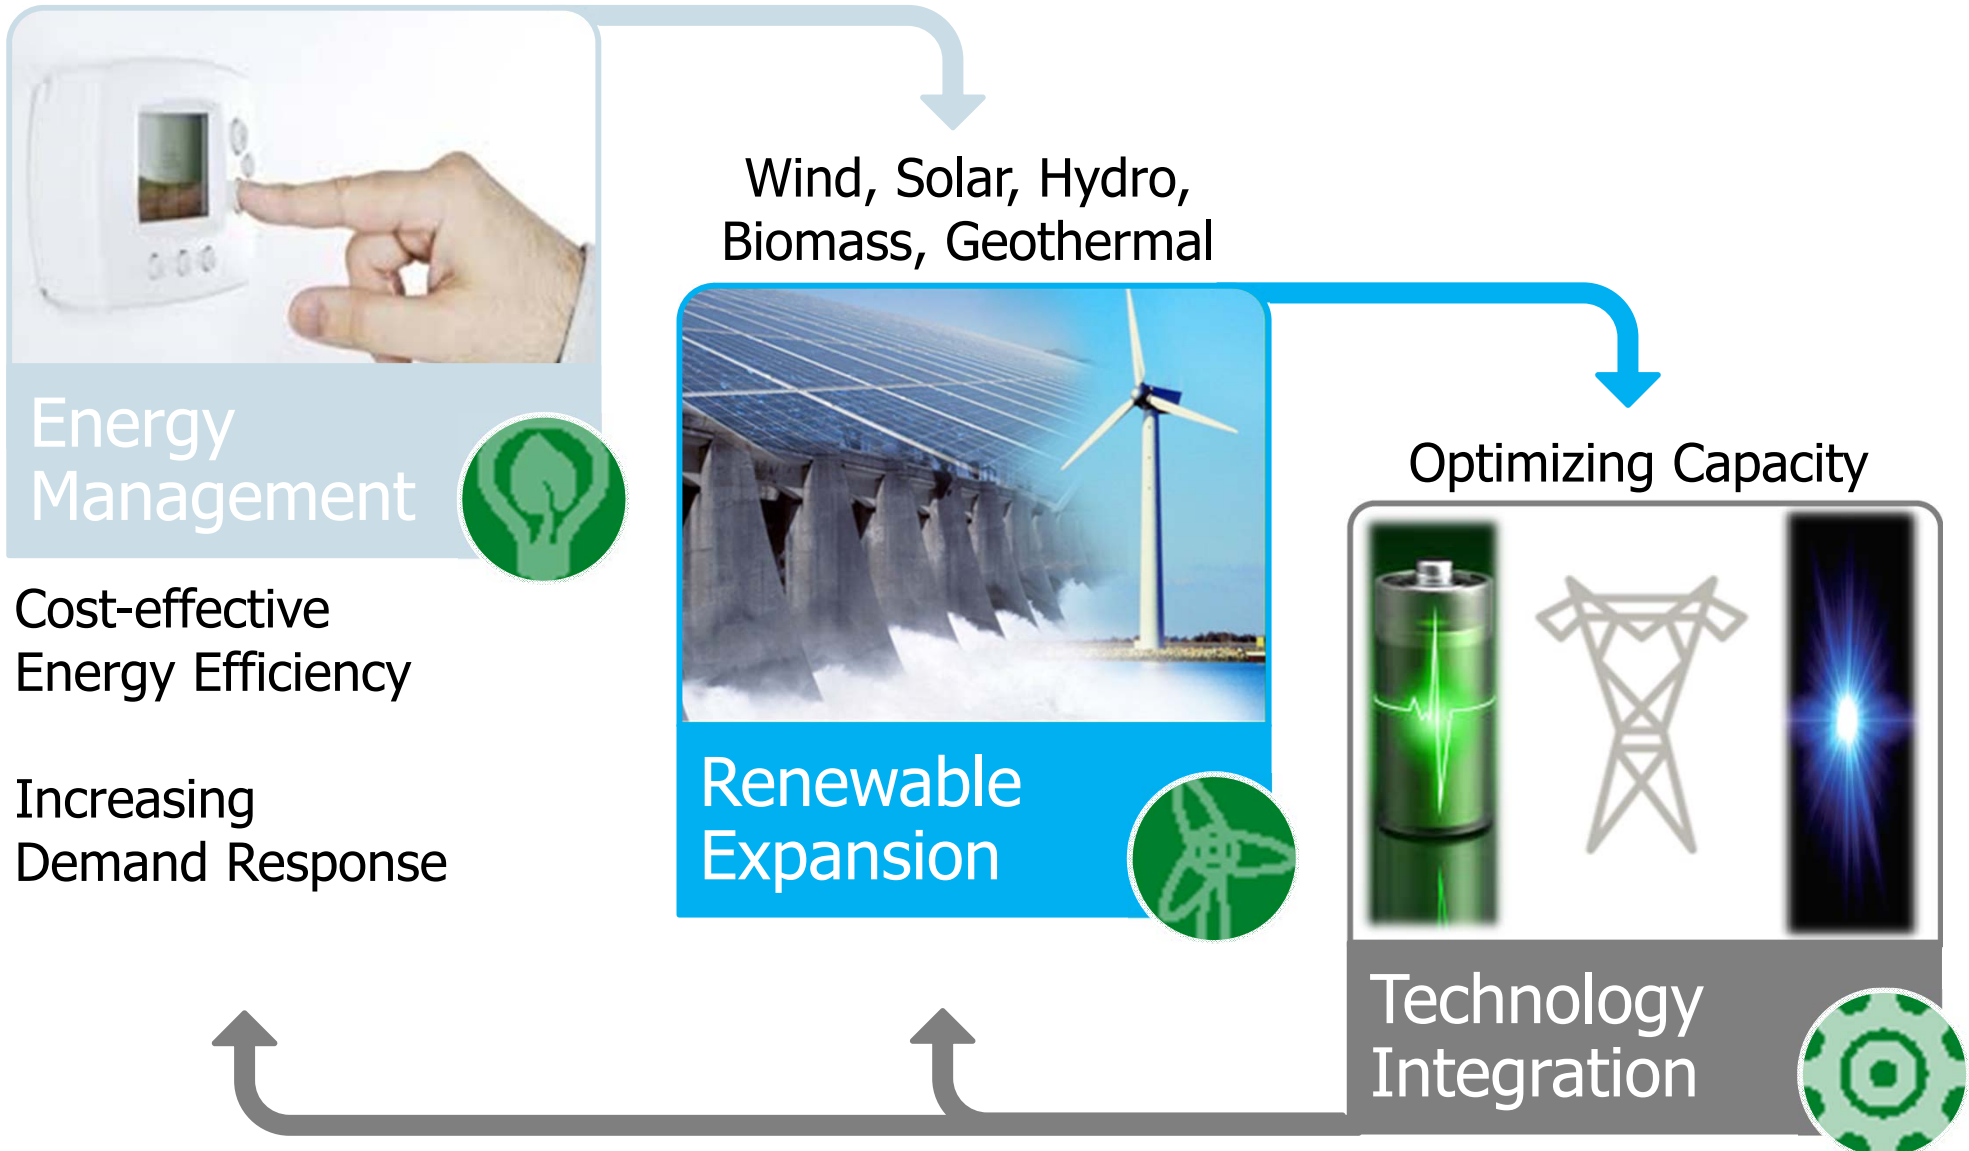 Wind, Solar, Hydro,
Biomass, Geothermal
Energy
Management
Optimizing Capacity
Cost-effective
Energy Efficiency
Increasing
Demand Response
Renewable
Expansion
Technology
Integration